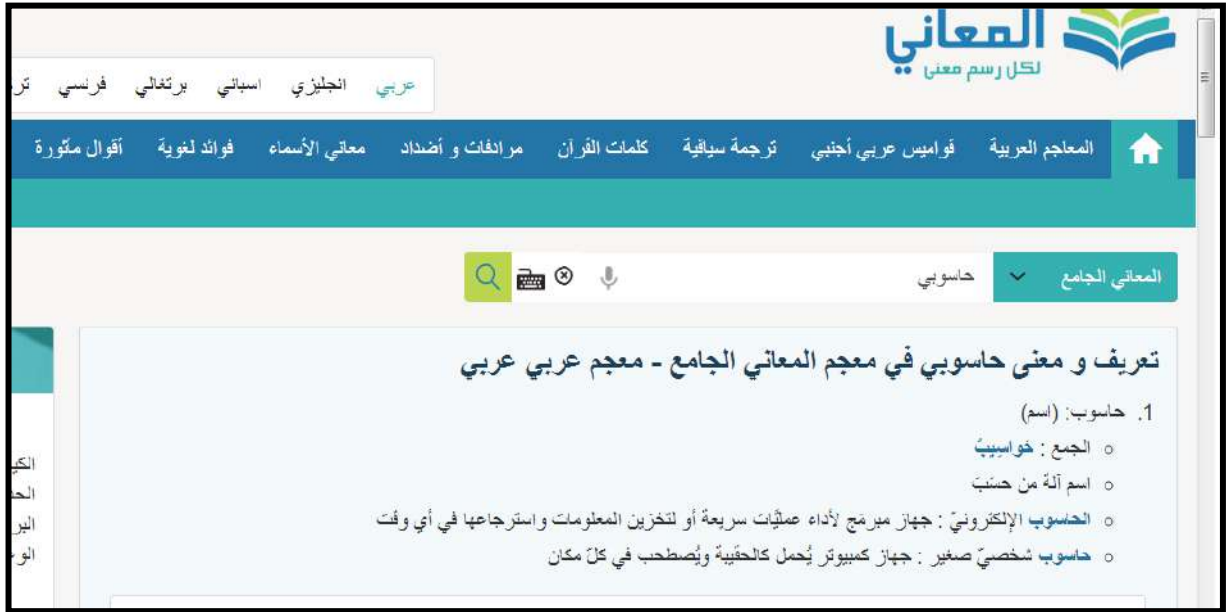 المعاني
لكل رسم معنى
عربي انجليزي اسباني برتغالي فرنسي
المعاجم العربية قواميس عربي أجنبي ترجمة سياقية كلمات القرآن مرادفات و أضداد معاني الأسماء فوائد لغوية أقوال مأثورة
المعاني الجامع حاسوبي
تعريف و معنى حاسوبي في معجم المعاني الجامع - معجم عربي عربي
1. حاسوب: (اسم)
الجمع : حَواسِيبُ
اسم آلة من حسَبَ
الحاسوب الإلكترونيّ : جهاز مبرمَج لأداء عمليَّات سريعة أو لتخزين المعلومات واسترجاعها في أي وقت
حاسوب شخصيّ صغير : جهاز كمبيوتر يُحمل كالحقيبة ويُصطحب في كلّ مكان